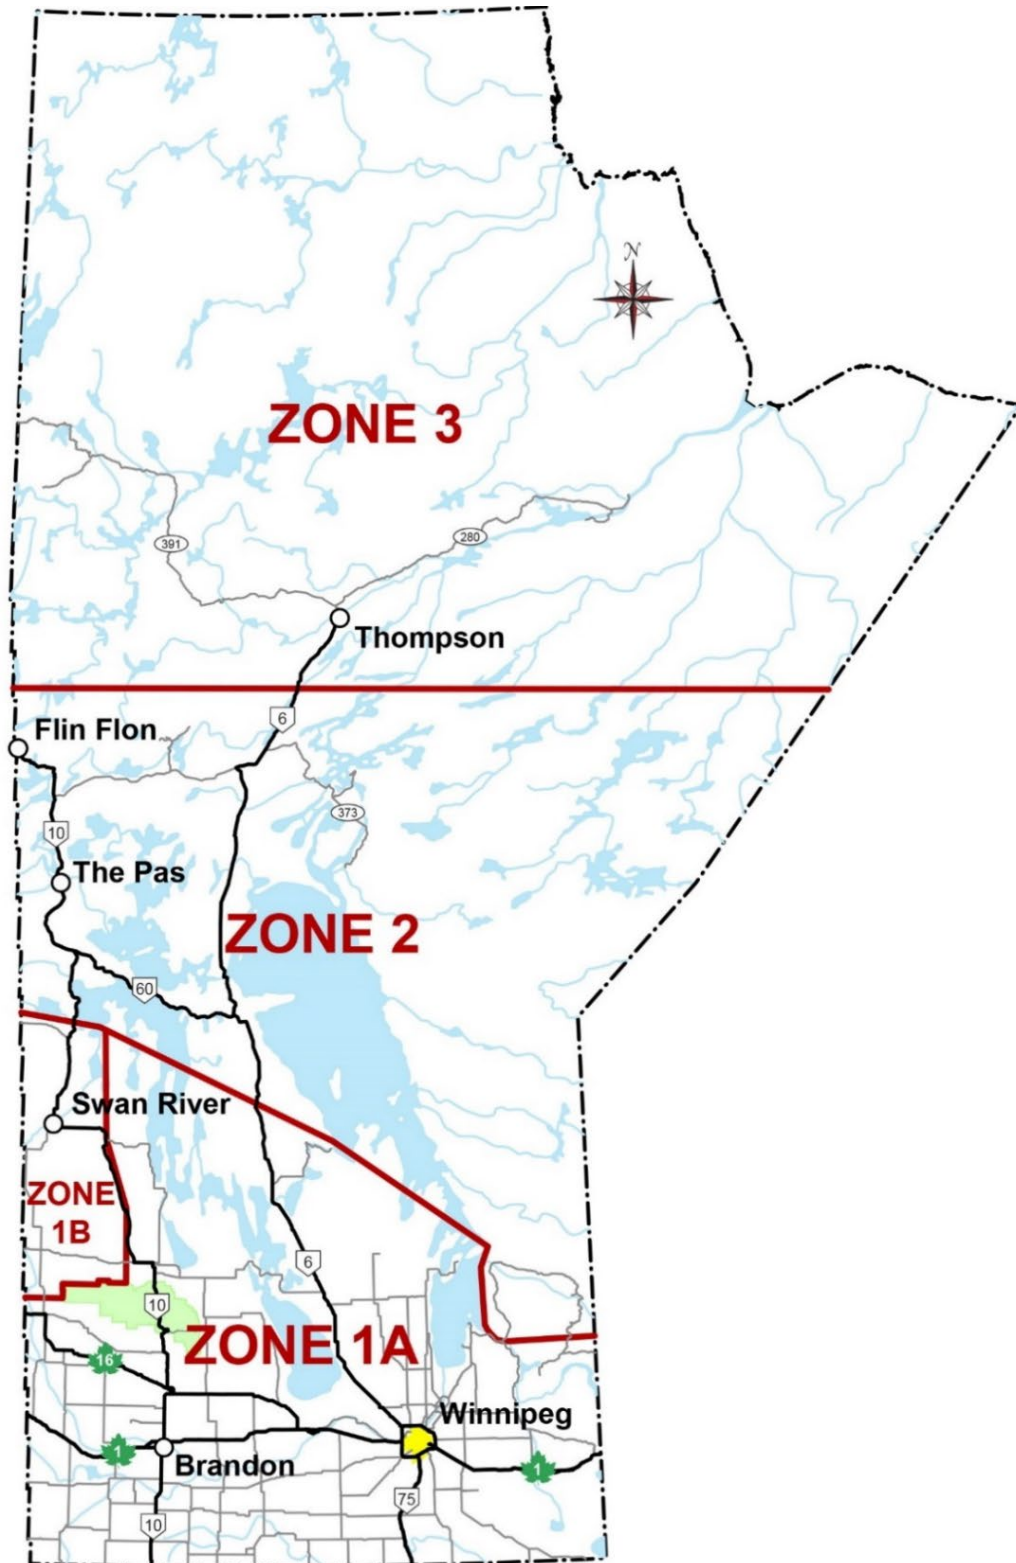 N
ZONE 3
391
280
Thompson
6
Flin Flon
10
373
The Pas
ZONE 2
60
Swan River
ZONE
1B
6
10
ZONE 1A
16
Winnipeg
1
Brandon
1
75
10